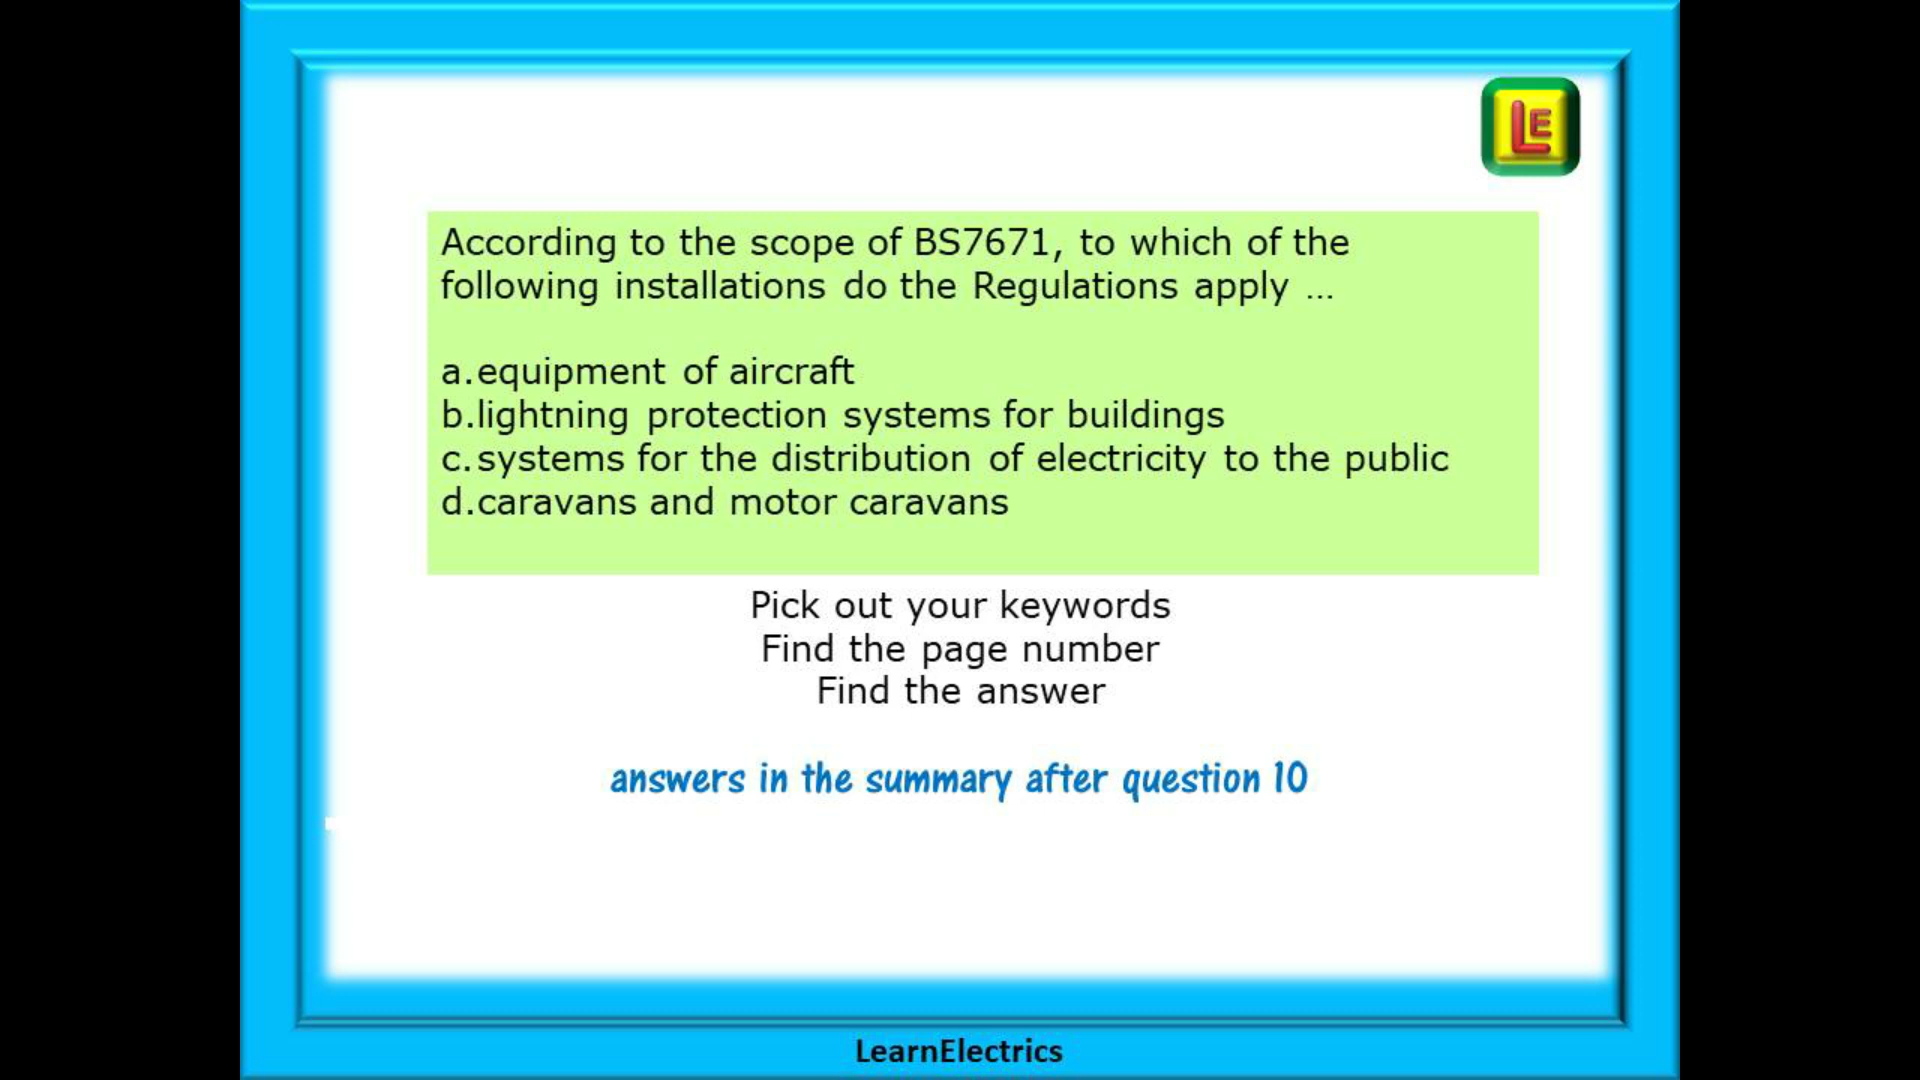 LE
According to the scope of BS7671, to which of the
following installations do the Regulations apply ...
a.equipment of aircraft
b.lightning protection systems for buildings
c.systems for the distribution of electricity to the public
d.caravans and motor caravans
Pick out your keywords
Find the page number
Find the answer
answers in the summary after question 10
LearnElectrics